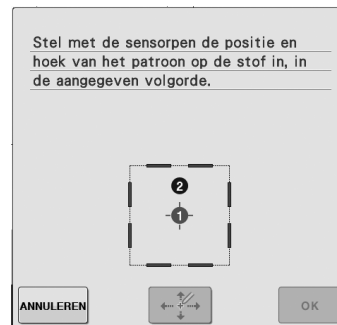 Stel met de sensorpen de positie en
hoek van het patroon op de stof in, in
de aangegeven volgorde.
2
1
ANNULEREN
OK